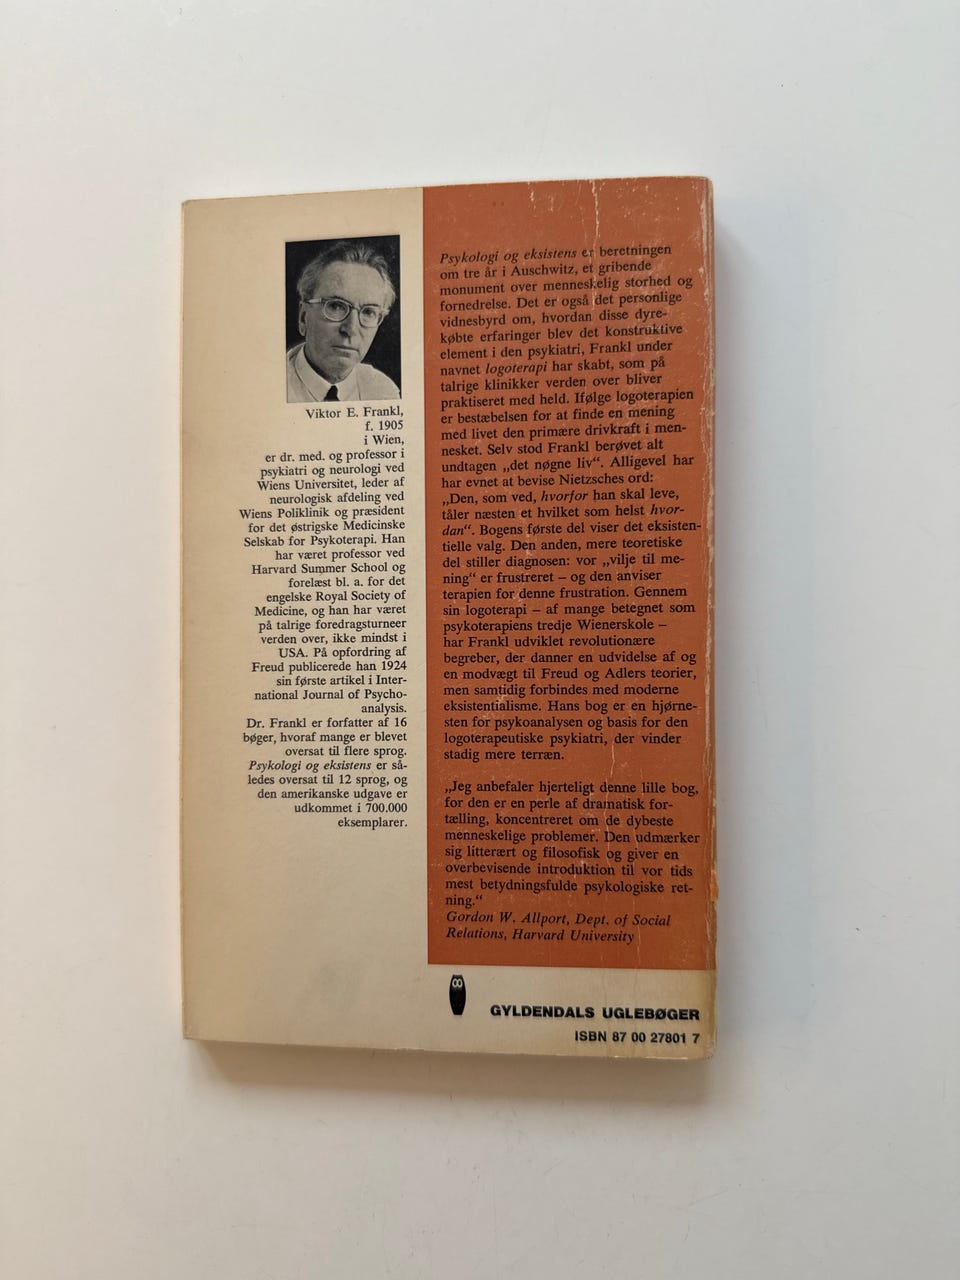 Viktor E. Frankl,
f. 1905
i Wien,
er dr. med. og professor i
psykiatri og neurologi ved
Wiens Universitet, leder af
neurologisk afdeling ved
Wiens Poliklinik og præsident
for det østrigske Medicinske
Selskab for Psykoterapi. Han
har været professor ved
Harvard Summer School og
forelæst bl. a. for det
engelske Royal Society of
Medicine, og han har været
på talrige foredragsturneer
verden over, ikke mindst i
USA. På opfordring af
Freud publicerede han 1924
sin første artikel i Inter-
national Journal of Psycho-
analysis.
Dr. Frankl er forfatter af 16
bøger, hvoraf mange er blevet
oversat til flere sprog.
Psykologi og eksistens er så-
ledes oversat til 12 sprog, og
den amerikanske udgave er
udkommet i 700.000
eksemplarer.
Psykologi og eksistens er beretningen
om tre år i Auschwitz, et gribende
monument over menneskelig storhed og
fornedrelse. Det er også det personlige
vidnesbyrd om, hvordan disse dyre-
købte erfaringer blev det konstruktive
element i den psykiatri, Frankl under
navnet logoterapi har skabt, som på
talrige klinikker verden over bliver
praktiseret med held. Ifølge logoterapien
er bestæbelsen for at finde en mening
med livet den primære drivkraft i men-
nesket. Selv stod Frankl berøvet alt
undtagen „det nøgne liv“. Alligevel har
har evnet at bevise Nietzsches ord:
„Den, som ved, hvorfor han skal leve,
tåler næsten et hvilket som helst hvor-
dan“. Bogens første del viser det eksisten-
tielle valg. Den anden, mere teoretiske
del stiller diagnosen: vor „vilje til me-
ning“ er frustreret – og den anviser
terapien for denne frustration. Gennem
sin logoterapi – af mange betegnet som
psykoterapiens tredje Wienerskole –
har Frankl udviklet revolutionære
begreber, der danner en udvidelse af og
en modvægt til Freud og Adlers teorier,
men samtidig forbindes med moderne
eksistentialisme. Hans bog er en hjørne-
sten for psykoanalysen og basis for den
logoterapeutiske psykiatri, der vinder
stadig mere terræn.
„Jeg anbefaler hjerteligt denne lille bog,
for den er en perle af dramatisk for-
tælling, koncentreret om de dybeste
menneskelige problemer. Den udmærker
sig litterært og filosofisk og giver en
overbevisende introduktion til vor tids
mest betydningsfulde psykologiske ret-
ning.“
Gordon W. Allport, Dept. of Social
Relations, Harvard University
GYLDENDALS UGLEBØGER
ISBN 87 00 27801 7